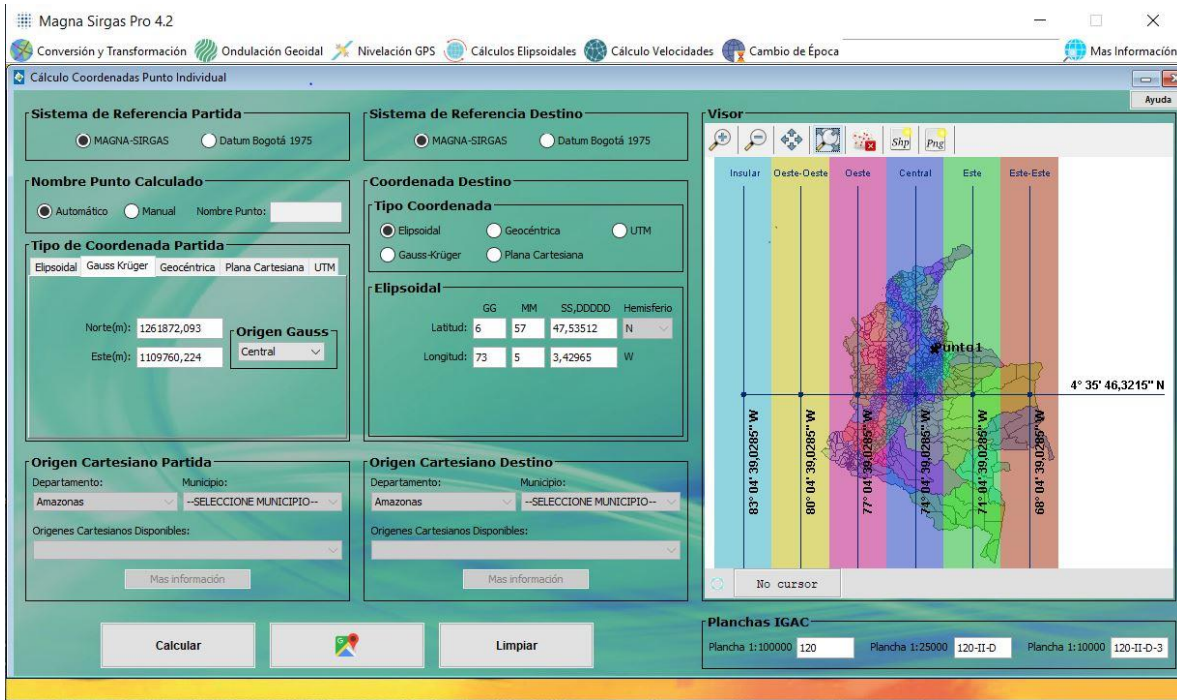 Magna Sirgas Pro 4.2
Conversión y Transformación Ondulación Geoidal Nivelación GPS Cálculos Elipsoidales Cálculo Velocidades Cambio de Época Mas Información
Cálculo Coordenadas Punto Individual
Ayuda
Sistema de Referencia Partida
MAGNA-SIRGAS Datum Bogotá 1975
Sistema de Referencia Destino
MAGNA-SIRGAS Datum Bogotá 1975
Nombre Punto Calculado
Automático Manual Nombre Punto:
Coordenada Destino
Tipo Coordenada
Elipsoidal Geocéntrica UTM
Gauss-Krüger Plana Cartesiana
Tipo de Coordenada Partida
Elipsoidal Gauss Krüger Geocéntrica Plana Cartesiana UTM
Norte(m): 1261872,093
Este(m): 1109760,224
Origen Gauss
Central
Elipsoidal
GG MM SS,DDDDD Hemisferio
Latitud: 6 57 47,53512 N
Longitud: 73 5 3,42965 W
Origen Cartesiano Partida
Departamento: Municipio:
Amazonas --SELECCIONE MUNICIPIO--
Origenes Cartesianos Disponibles:
Mas información
Origen Cartesiano Destino
Departamento: Municipio:
Amazonas --SELECCIONE MUNICIPIO--
Origenes Cartesianos Disponibles:
Mas información
Calcular
Limpiar
Visor
Shp Png
Insular Oeste-Oeste Oeste Central Este Este-Este
Punto1
4° 35' 46,3215'' N
83° 04' 39,0285'' W
80° 04' 39,0285'' W
77° 04' 39,0285'' W
74° 04' 39,0285'' W
71° 04' 39,0285'' W
68° 04' 39,0285'' W
No cursor
Planchas IGAC
Plancha 1:100000 120 Plancha 1:25000 120-II-D Plancha 1:10000 120-II-D-3